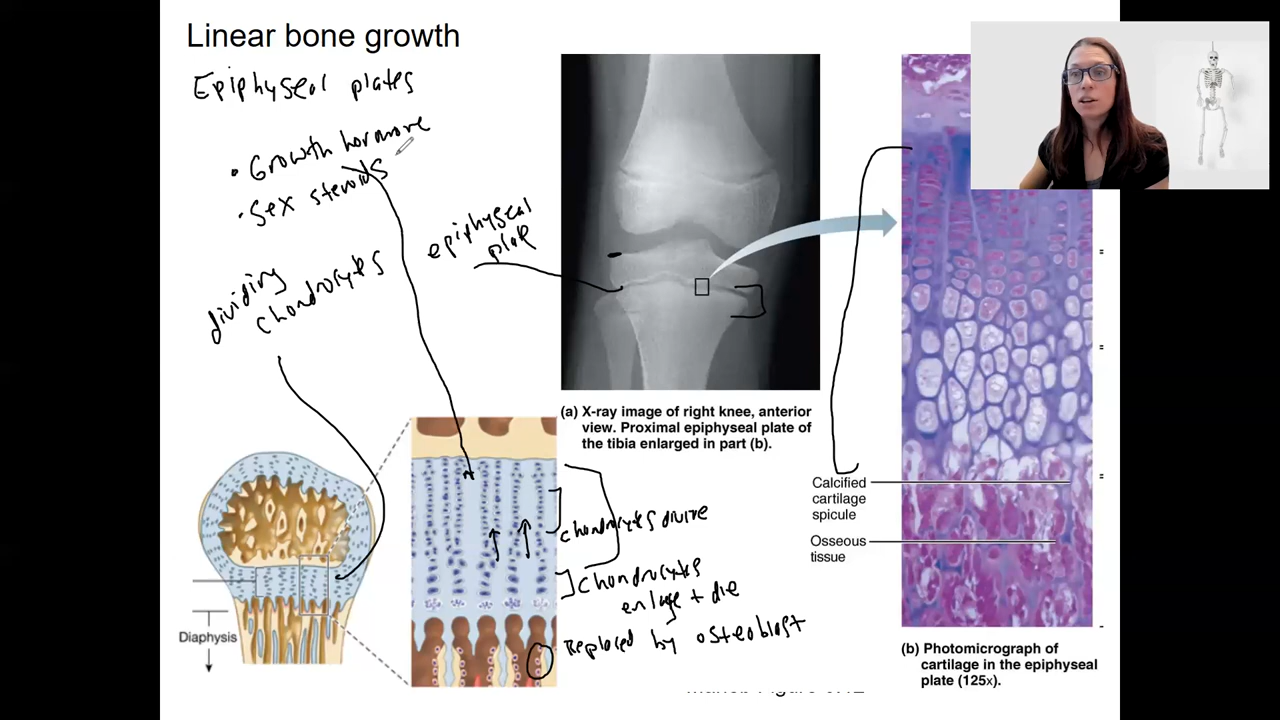 Linear bone growth
Epiphyseal plates
• Growth hormone
• Sex steroids
epiphyseal
plate
dividing
chondrocytes
(a) X-ray image of right knee, anterior
view. Proximal epiphyseal plate of
the tibia enlarged in part (b).
Calcified
cartilage
spicule
Osseous
tissue
chondrocytes divire
chondrocytes
enlage + die
Replaced by osteoblast
Diaphysis
(b) Photomicrograph of
cartilage in the epiphyseal
plate (125x).